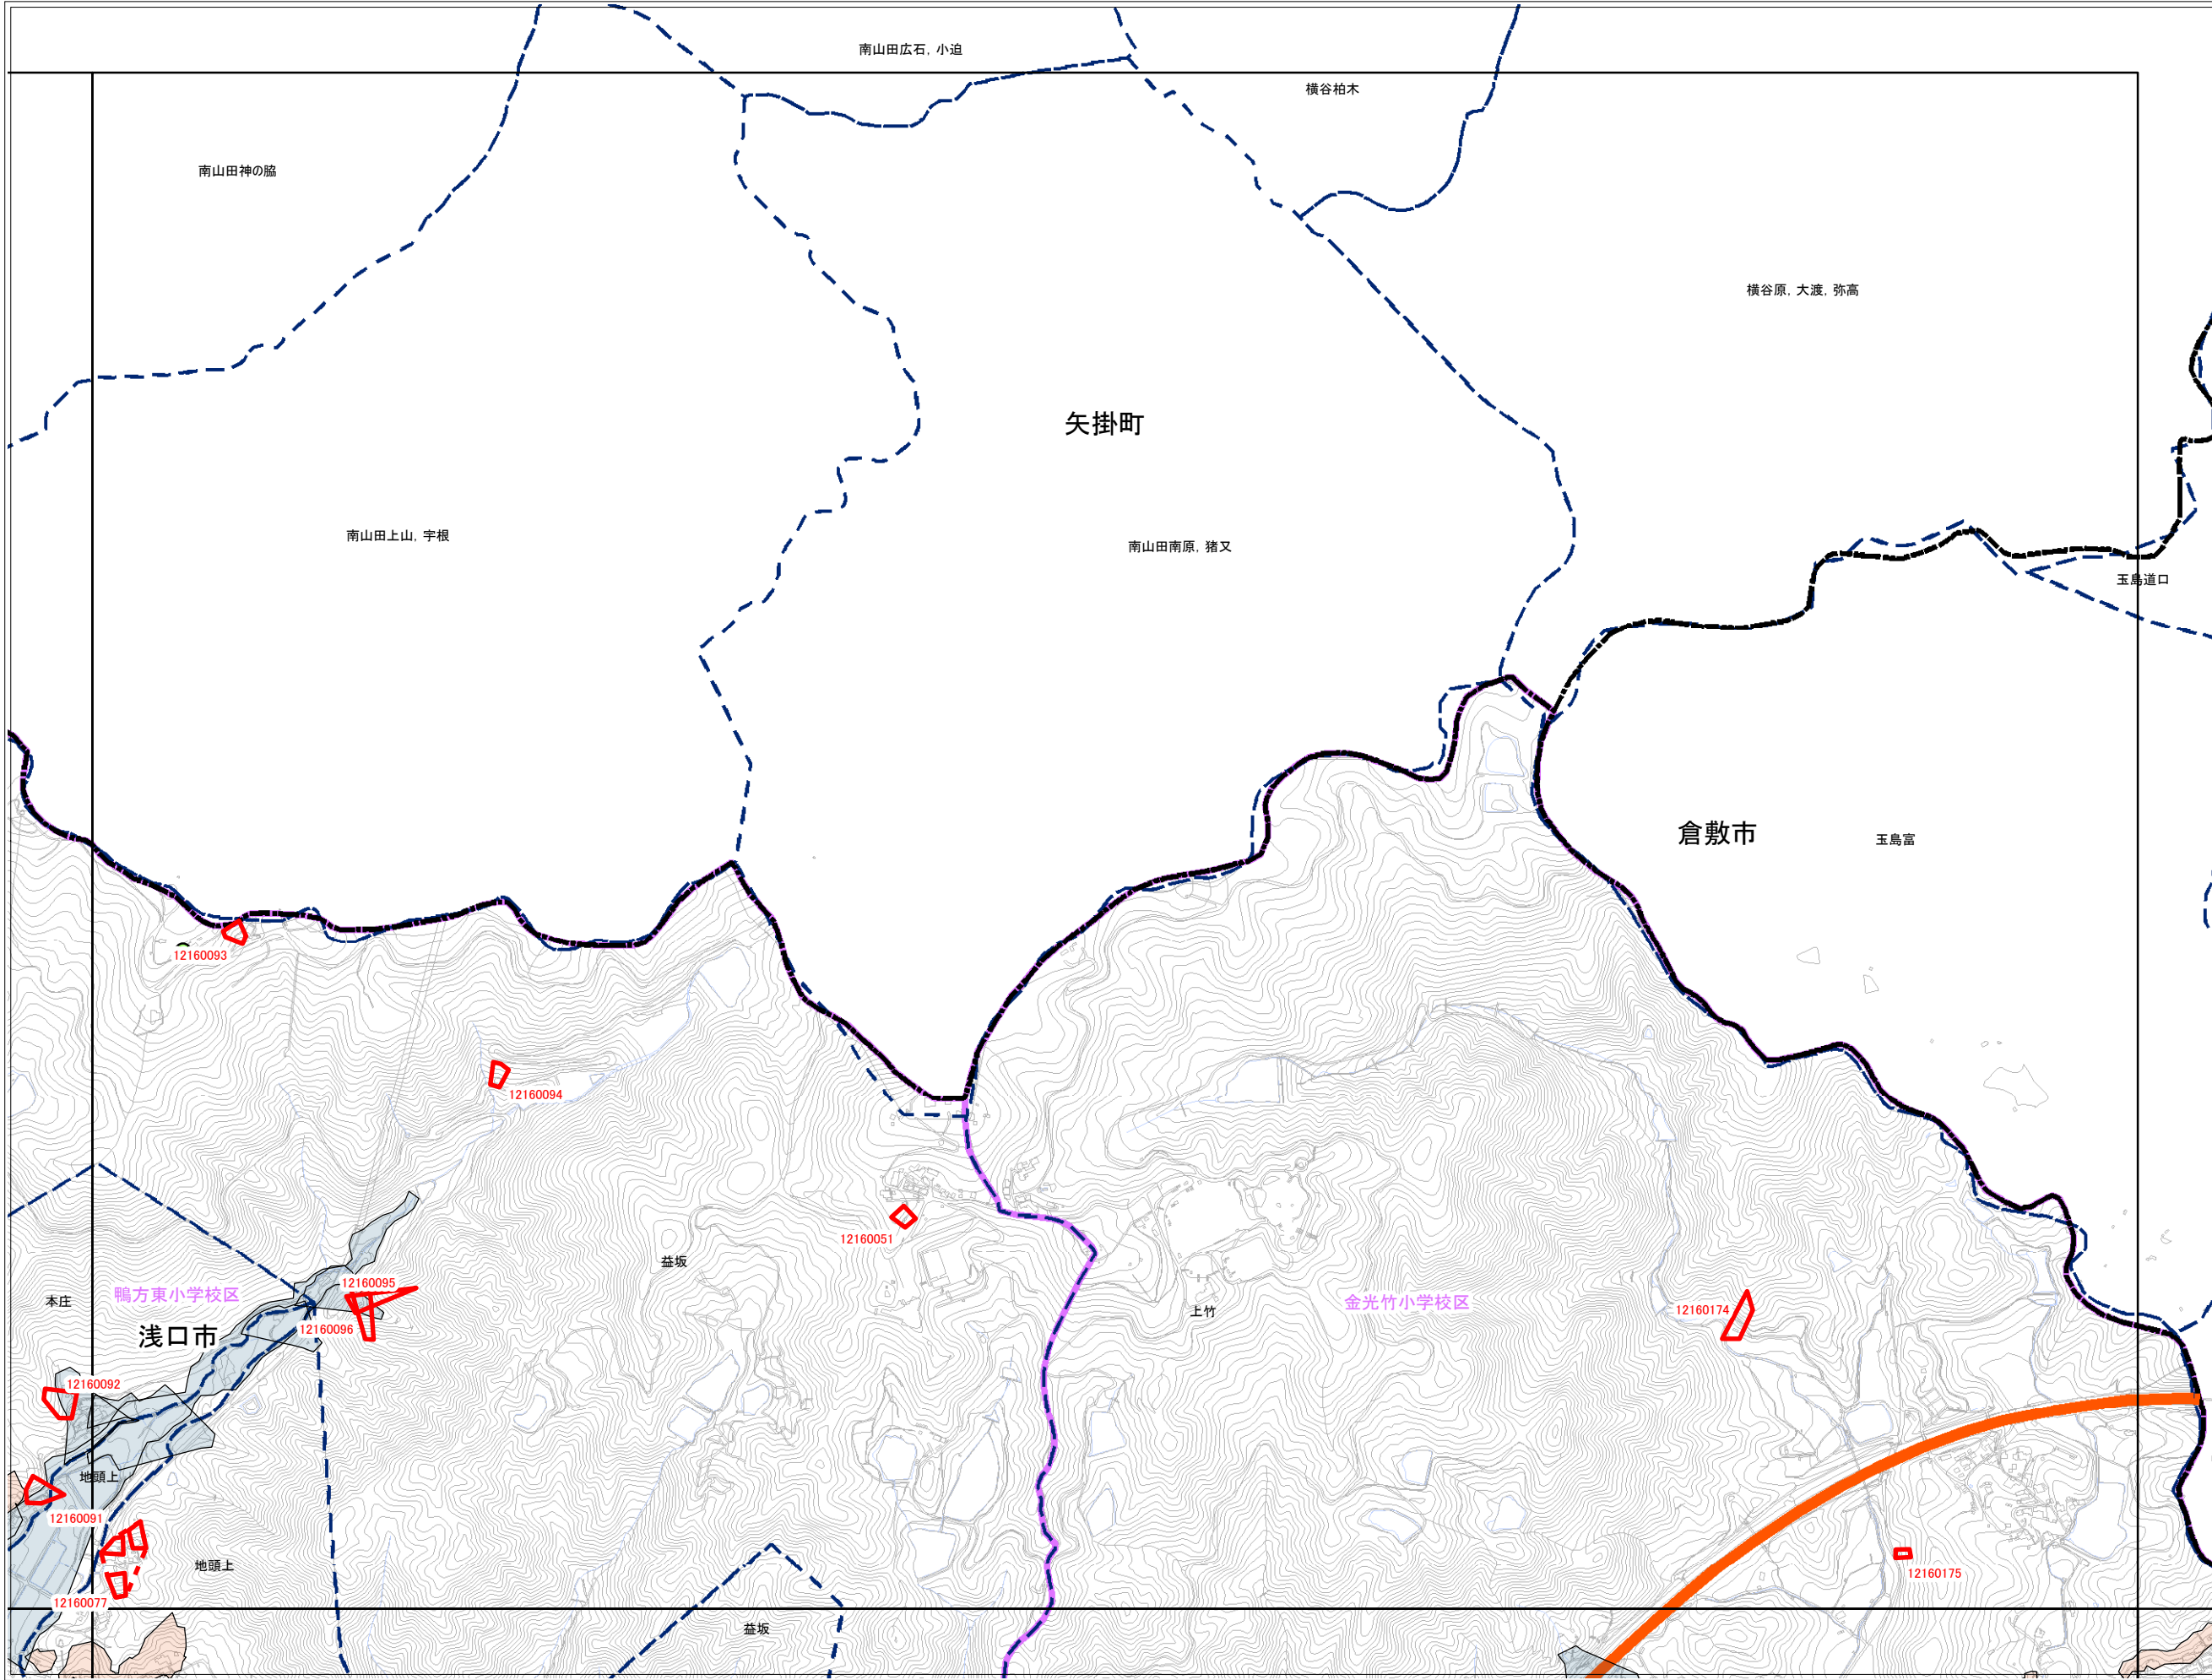 南山田広石, 小迫
横谷柏木
南山田神の脇
横谷原, 大渡, 弥高
矢掛町
南山田上山, 宇根
南山田南原, 猪又
玉島道口
倉敷市
玉島富
12160093
12160094
12160051
益坂
12160095
鴨方東小学校区
本庄
金光竹小学校区
上竹
12160174
12160096
浅口市
12160092
地頭上
12160091
地頭上
12160175
12160077
益坂